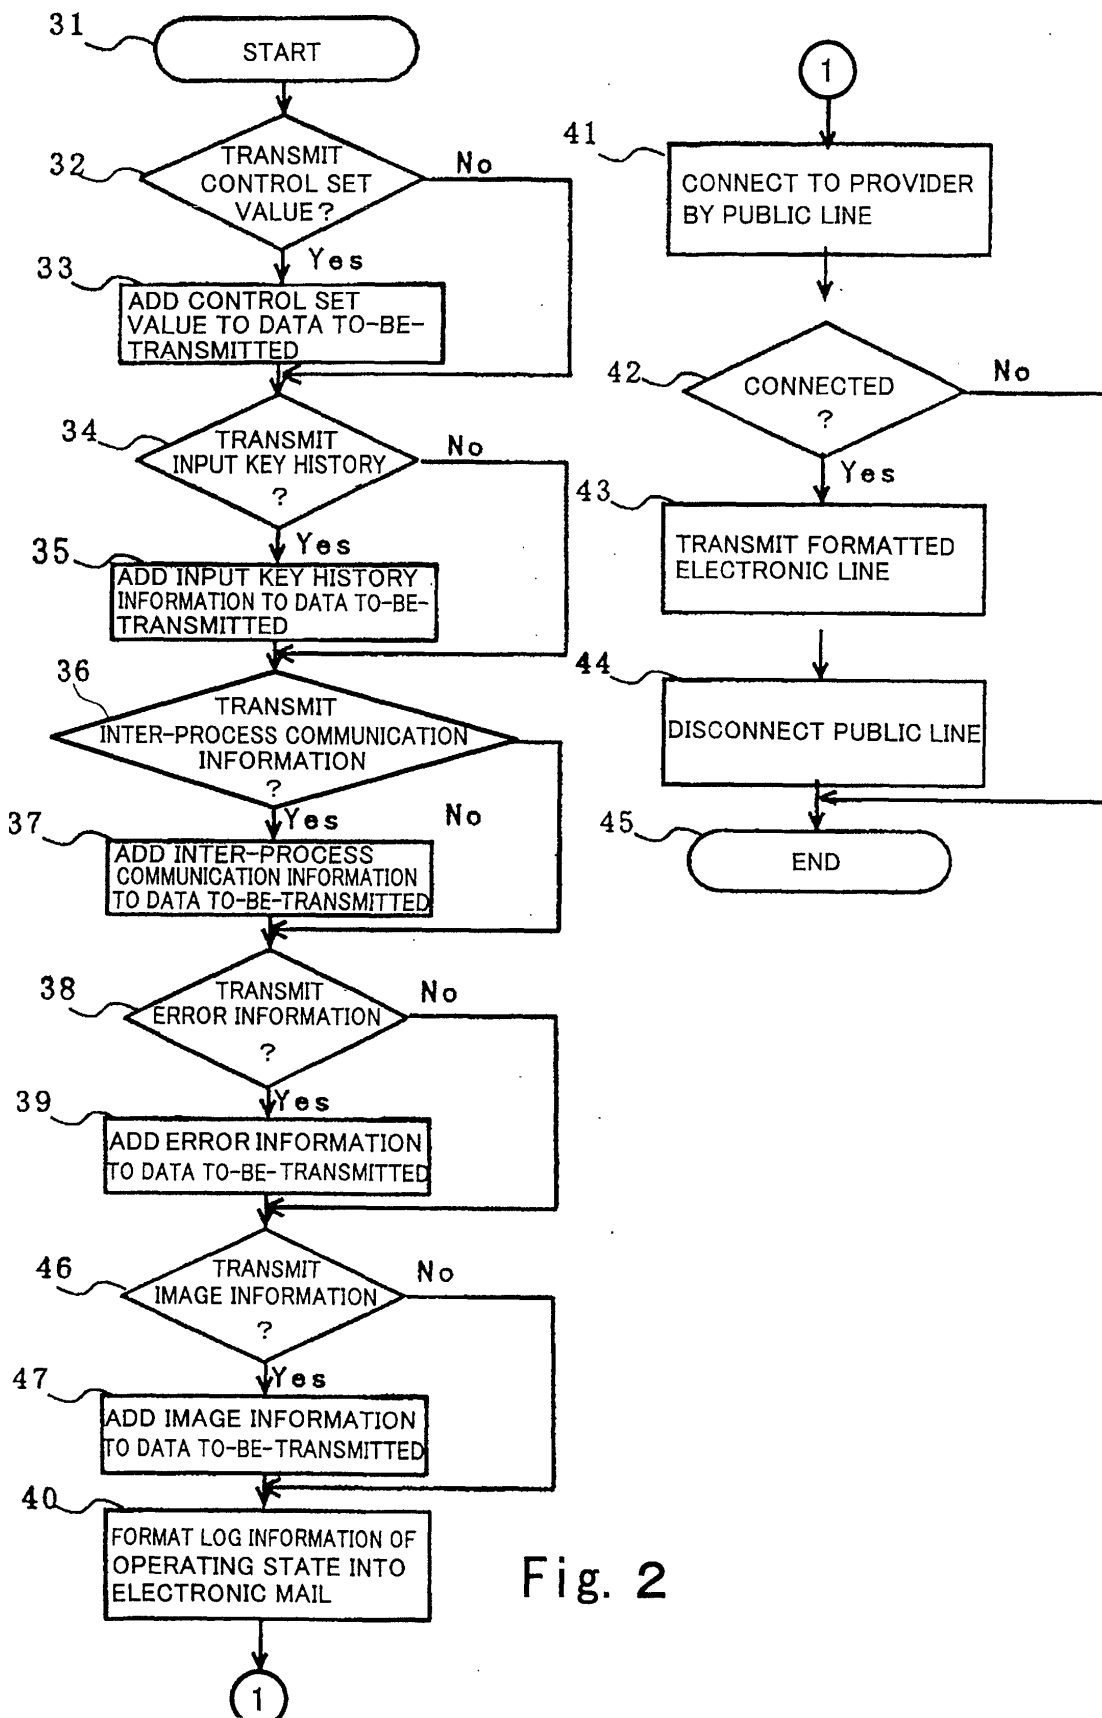 31
START
32
TRANSMIT
CONTROL SET
VALUE?
No
Yes
33
ADD CONTROL SET
VALUE TO DATA TO-BE-
TRANSMITTED
34
TRANSMIT
INPUT KEY HISTORY
?
No
Yes
35
ADD INPUT KEY HISTORY
INFORMATION TO DATA TO-BE-
TRANSMITTED
36
TRANSMIT
INTER-PROCESS COMMUNICATION
INFORMATION
?
Yes
No
37
ADD INTER-PROCESS
COMMUNICATION INFORMATION
TO DATA TO-BE-TRANSMITTED
38
TRANSMIT
ERROR INFORMATION
?
No
Yes
39
ADD ERROR INFORMATION
TO DATA TO-BE-TRANSMITTED
46
TRANSMIT
IMAGE INFORMATION
?
No
Yes
47
ADD IMAGE INFORMATION
TO DATA TO-BE-TRANSMITTED
40
FORMAT LOG INFORMATION OF
OPERATING STATE INTO
ELECTRONIC MAIL
1
1
41
CONNECT TO PROVIDER
BY PUBLIC LINE
42
CONNECTED
?
No
Yes
43
TRANSMIT FORMATTED
ELECTRONIC LINE
44
DISCONNECT PUBLIC LINE
45
END
Fig. 2